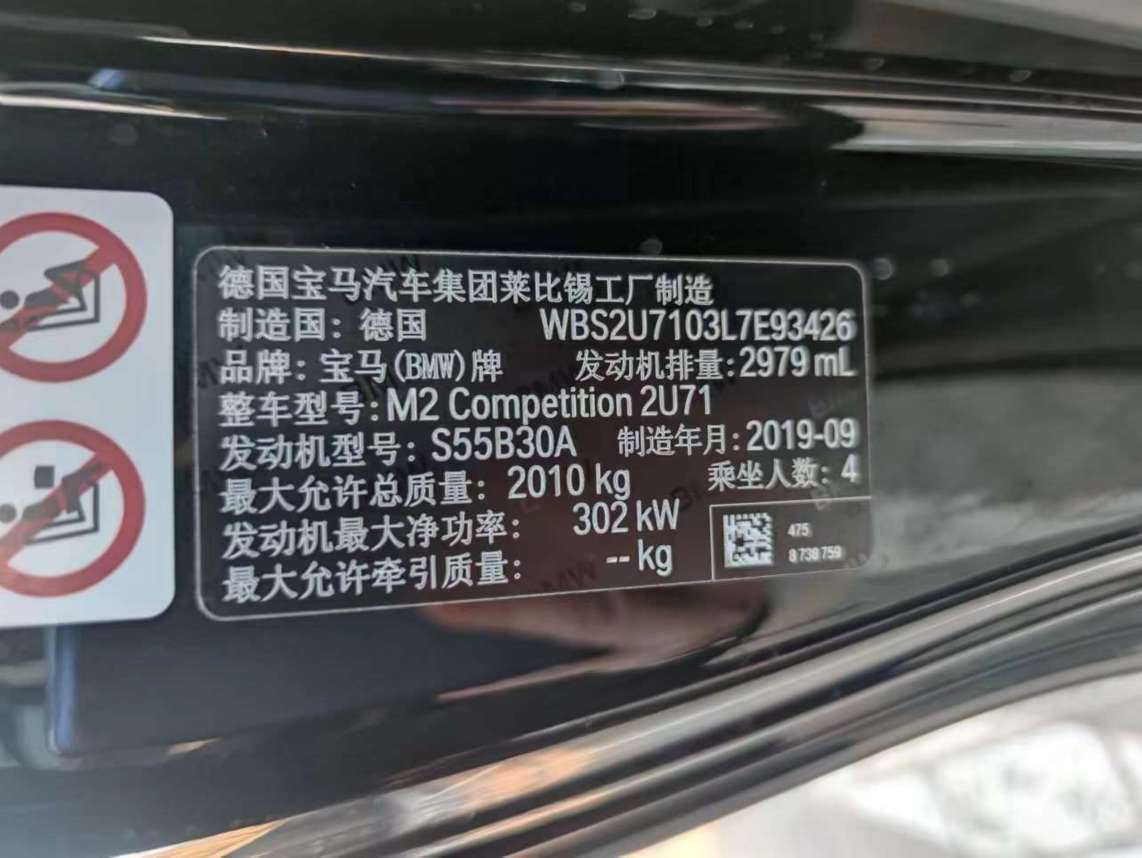 德国宝马汽车集团莱比锡工厂制造
制造国：德国 WBS2U7103L7E93426
品牌：宝马(BMW)牌 发动机排量：2979 mL
整车型号：M2 Competition 2U71
发动机型号：S55B30A 制造年月：2019-09
最大允许总质量：2010 kg 乘坐人数：4
发动机最大净功率：302 kW
最大允许牵引质量：-- kg
475
8 738 759